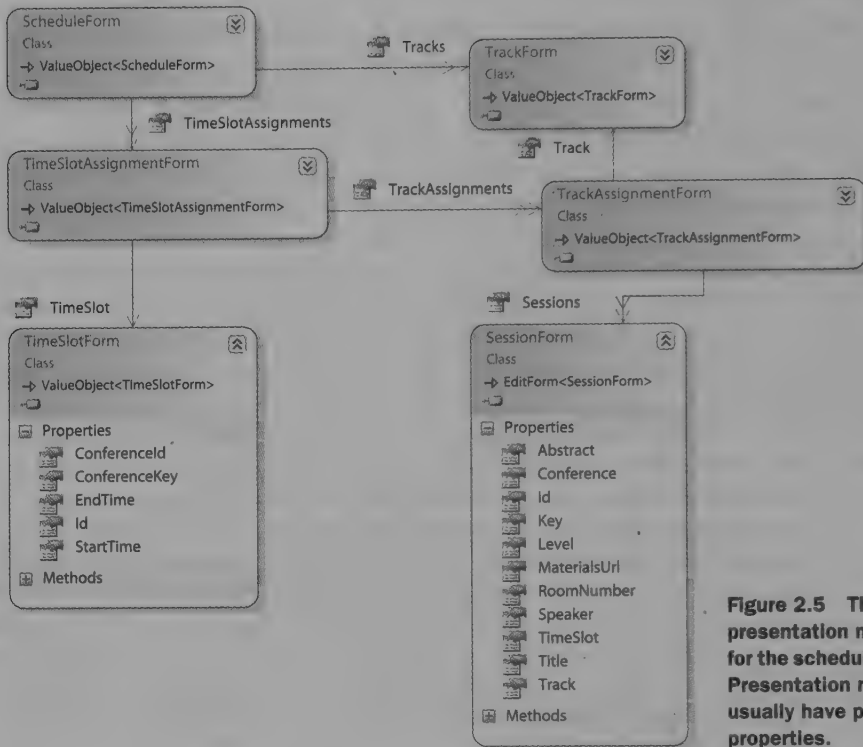 ScheduleForm
Class
ValueObject<ScheduleForm>
Tracks
TrackForm
Class
ValueObject<TrackForm>
TimeSlotAssignments
Track
TimeSlotAssignmentForm
Class
ValueObject<TimeSlotAssignmentForm>
TrackAssignments
TrackAssignmentForm
Class
ValueObject<TrackAssignmentForm>
TimeSlot
Sessions
TimeSlotForm
Class
ValueObject<TimeSlotForm>
Properties
ConferenceId
ConferenceKey
EndTime
Id
StartTime
Methods
SessionForm
Class
EditForm<SessionForm>
Properties
Abstract
Conference
Id
Key
Level
MaterialsUrl
RoomNumber
Speaker
TimeSlot
Title
Track
Methods
Figure 2.5
presentation
for the
Presentation
usually have
properties.